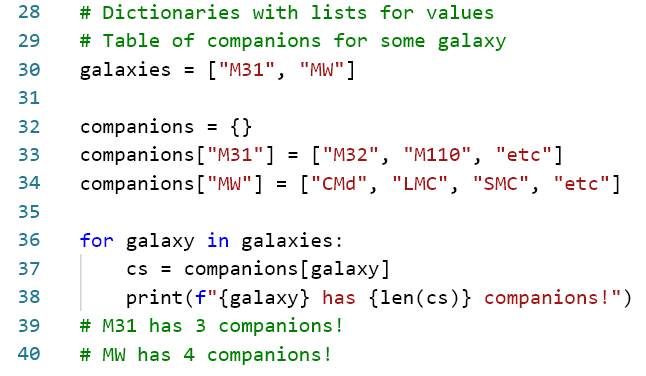 28 # Dictionaries with lists for values
29 # Table of companions for some galaxy
30 galaxies = ["M31", "MW"]
31
32 companions = {}
33 companions["M31"] = ["M32", "M110", "etc"]
34 companions["MW"] = ["CMd", "LMC", "SMC", "etc"]
35
36 for galaxy in galaxies:
37     cs = companions[galaxy]
38     print(f"{galaxy} has {len(cs)} companions!")
39 # M31 has 3 companions!
40 # MW has 4 companions!